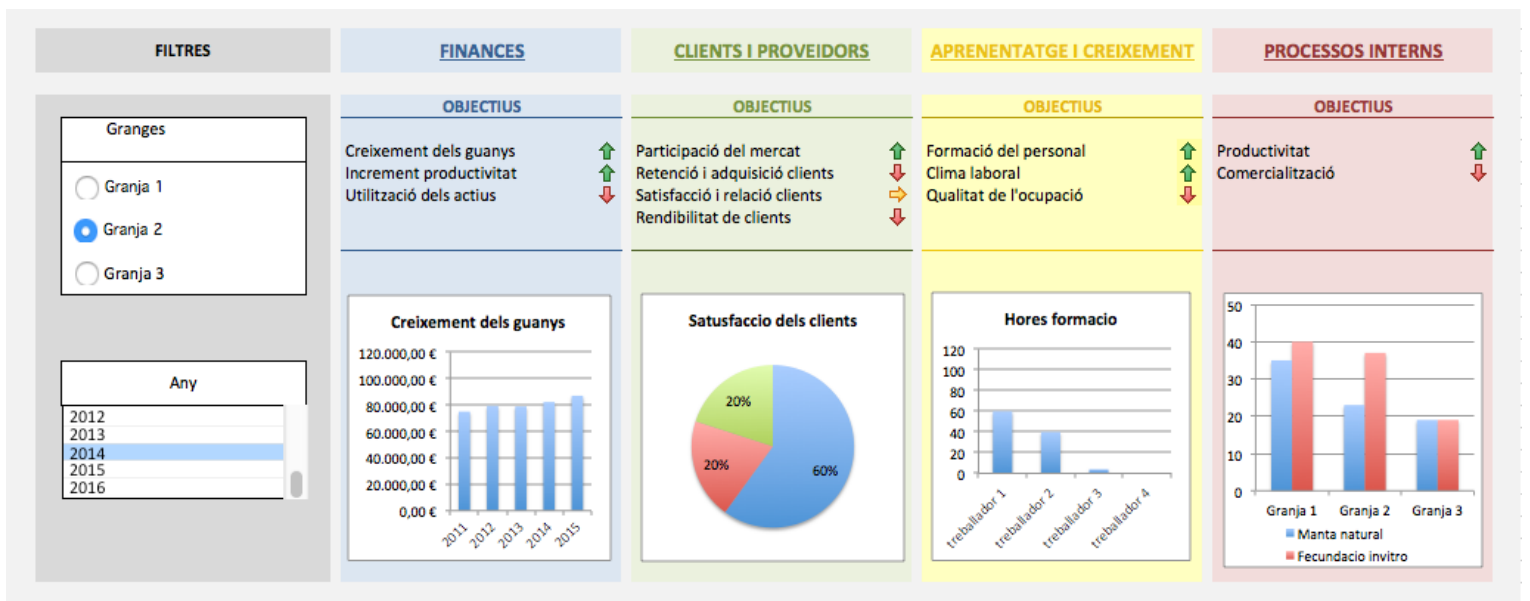 FILTRES
Granges
Granja 1
Granja 2
Granja 3
Any
2012
2013
2014
2015
2016
FINANCES
OBJECTIUS
Creixement dels guanys
Increment productivitat
Utilització dels actius
Creixement dels guanys
120.000,00 €
100.000,00 €
80.000,00 €
60.000,00 €
40.000,00 €
20.000,00 €
0,00 €
2011 2012 2013 2014 2015
CLIENTS I PROVEIDORS
OBJECTIUS
Participació del mercat
Retenció i adquisició clients
Satisfacció i relació clients
Rendibilitat de clients
Satusfaccio dels clients
20%
20%
60%
APRENENTATGE I CREIXEMENT
OBJECTIUS
Formació del personal
Clima laboral
Qualitat de l'ocupació
Hores formacio
120
100
80
60
40
20
0
treballador 1 treballador 2 treballador 3 treballador 4
PROCESSOS INTERNS
OBJECTIUS
Productivitat
Comercialització
50
40
30
20
10
0
Granja 1 Granja 2 Granja 3
Manta natural
Fecundacio invitro